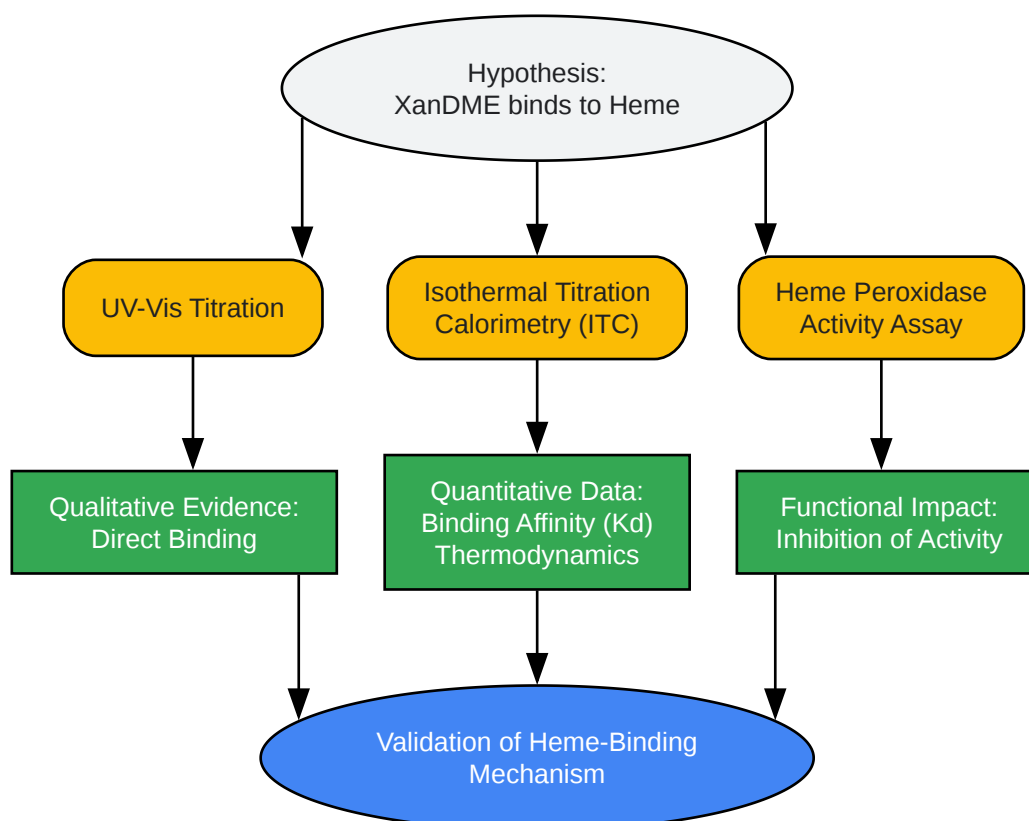 Hypothesis:
XanDME binds to Heme
UV-Vis Titration
Isothermal Titration
Calorimetry (ITC)
Heme Peroxidase
Activity Assay
Qualitative Evidence:
Direct Binding
Quantitative Data:
Binding Affinity (Kd)
Thermodynamics
Functional Impact:
Inhibition of Activity
Validation of Heme-Binding
Mechanism